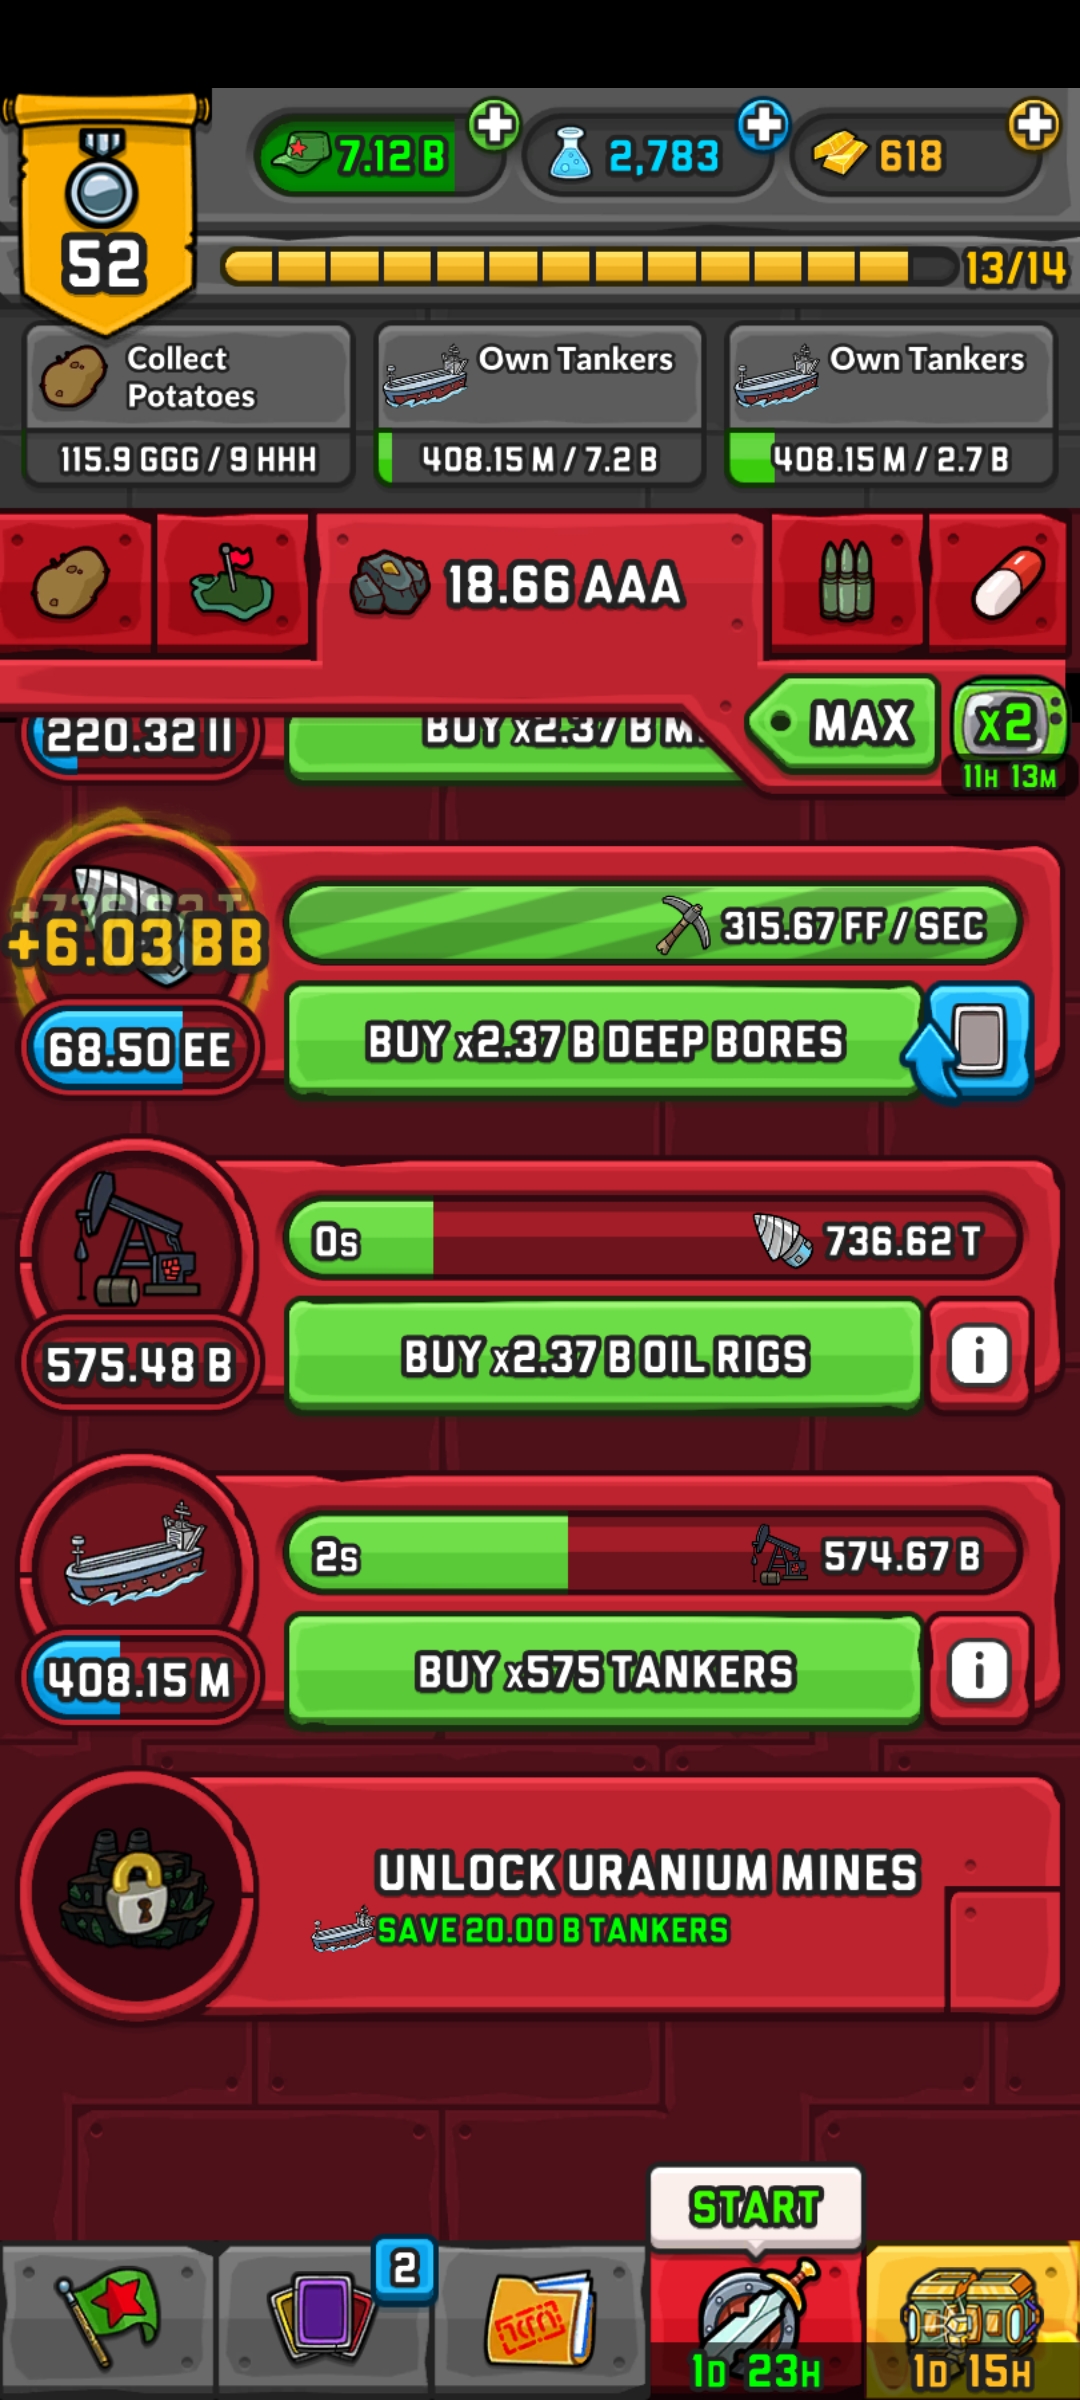 7.12 B
2,783
618
52
13/14
Collect
Potatoes
115.9 GGG / 9 HHH
Own Tankers
408.15 M / 7.2 B
Own Tankers
408.15 M / 2.7 B
18.66 AAA
MAX
x2
11H 13M
220.32 II
BUY x2.37 B M
+736.62 T
+6.03 BB
315.67 FF / SEC
68.50 EE
BUY x2.37 B DEEP BORES
0s
736.62 T
575.48 B
BUY x2.37 B OIL RIGS
i
2s
574.67 B
408.15 M
BUY x575 TANKERS
i
UNLOCK URANIUM MINES
SAVE 20.00 B TANKERS
START
2
1D 23H
1D 15H